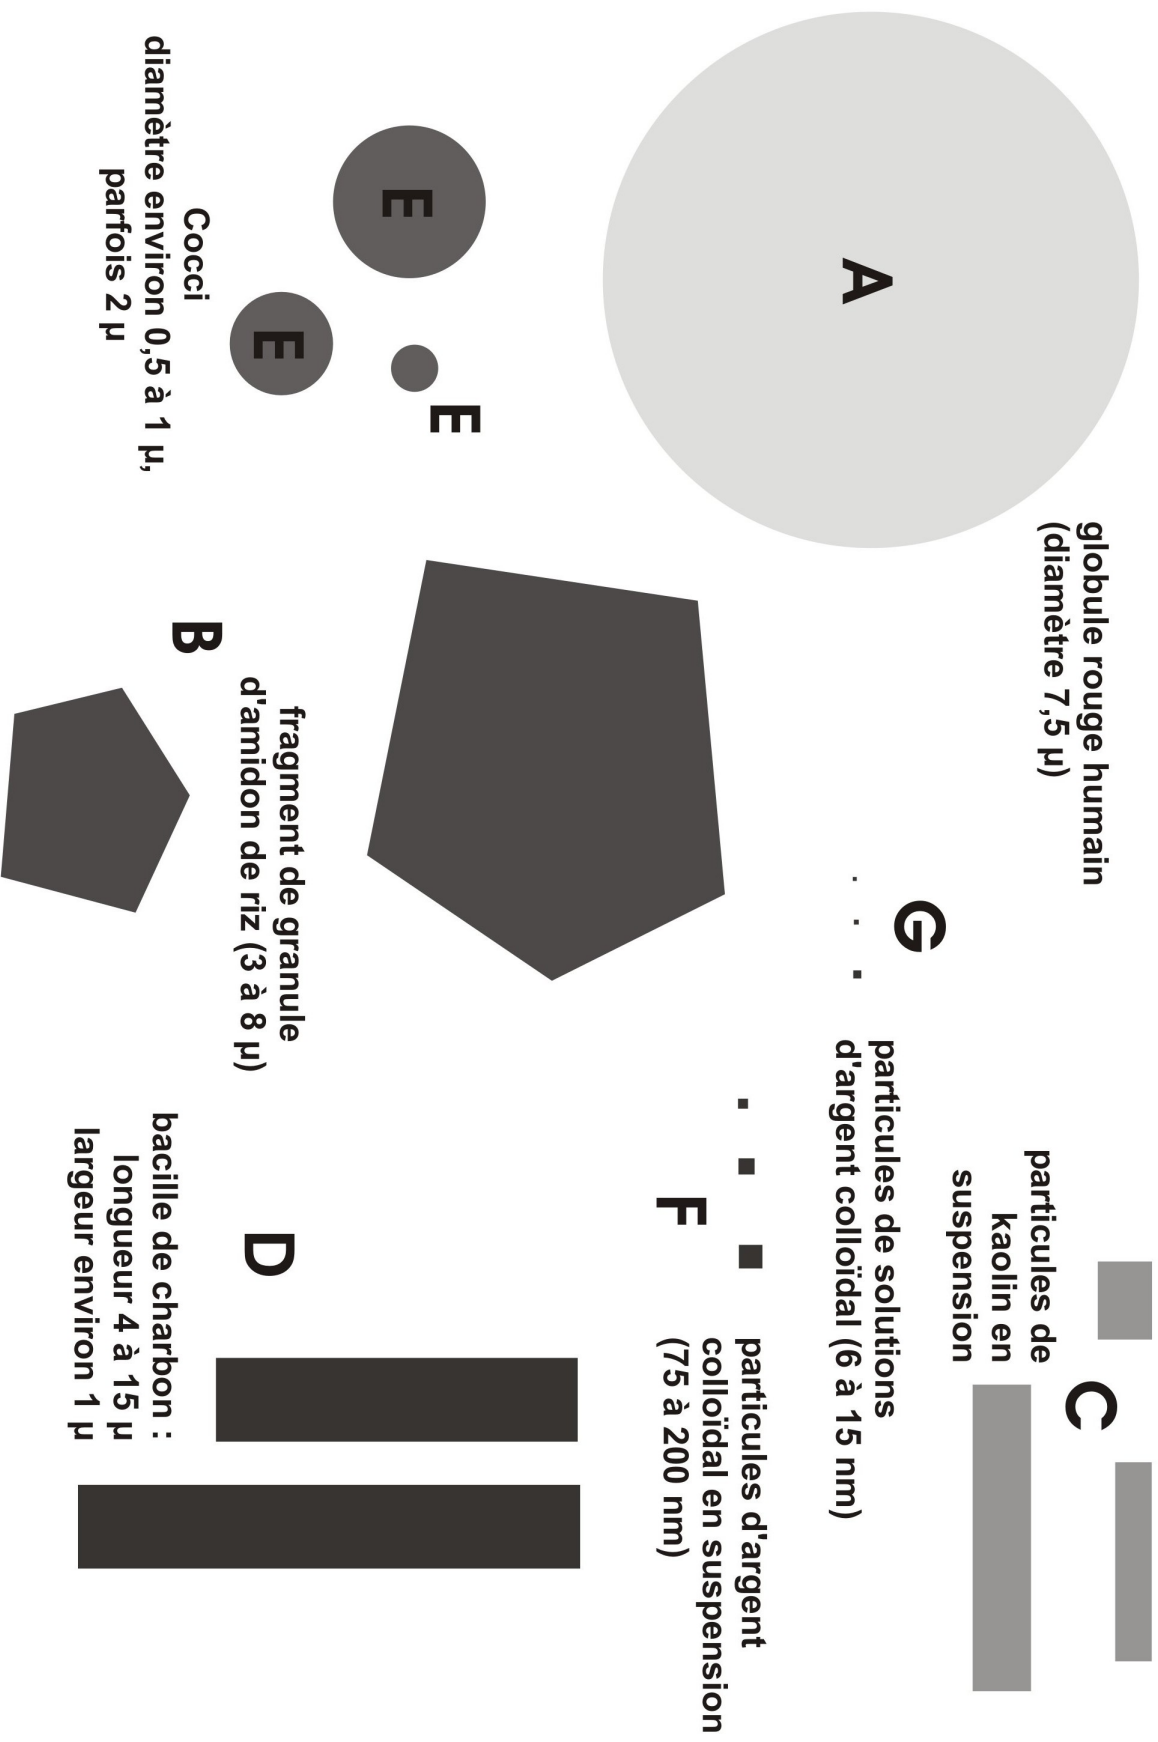 A
globule rouge humain
(diamètre 7,5 µ)
particules de
kaolin en
suspension
C
G
particules de solutions
d'argent colloïdal (6 à 15 nm)
F
particules d'argent
colloïdal en suspension
(75 à 200 nm)
E
E
E
Cocci
diamètre environ 0,5 à 1 µ,
parfois 2 µ
B
fragment de granule
d'amidon de riz (3 à 8 µ)
D
bacille de charbon :
longueur 4 à 15 µ
largeur environ 1 µ